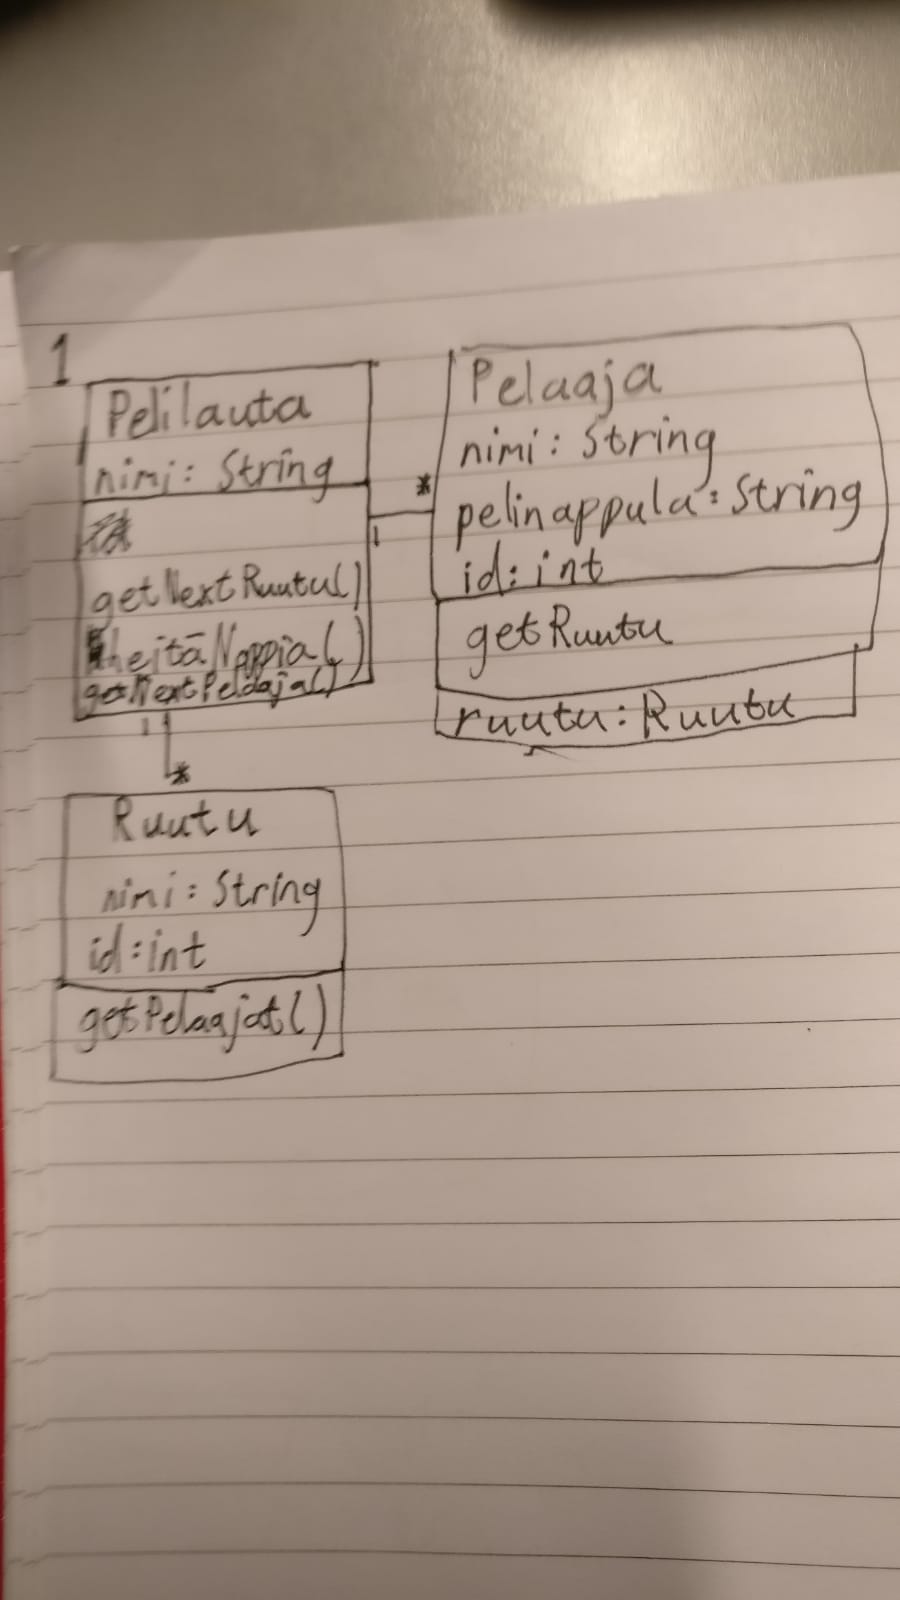 1
Pelilauta
nimi: String
getNextRuutu()
heitäNoppia()
getNextPelaaja()
1
*
Pelaaja
nimi: String
pelinappula: String
id: int
getRuutu
ruutu: Ruutu
1
*
Ruutu
nimi: String
id: int
getPelaajat()